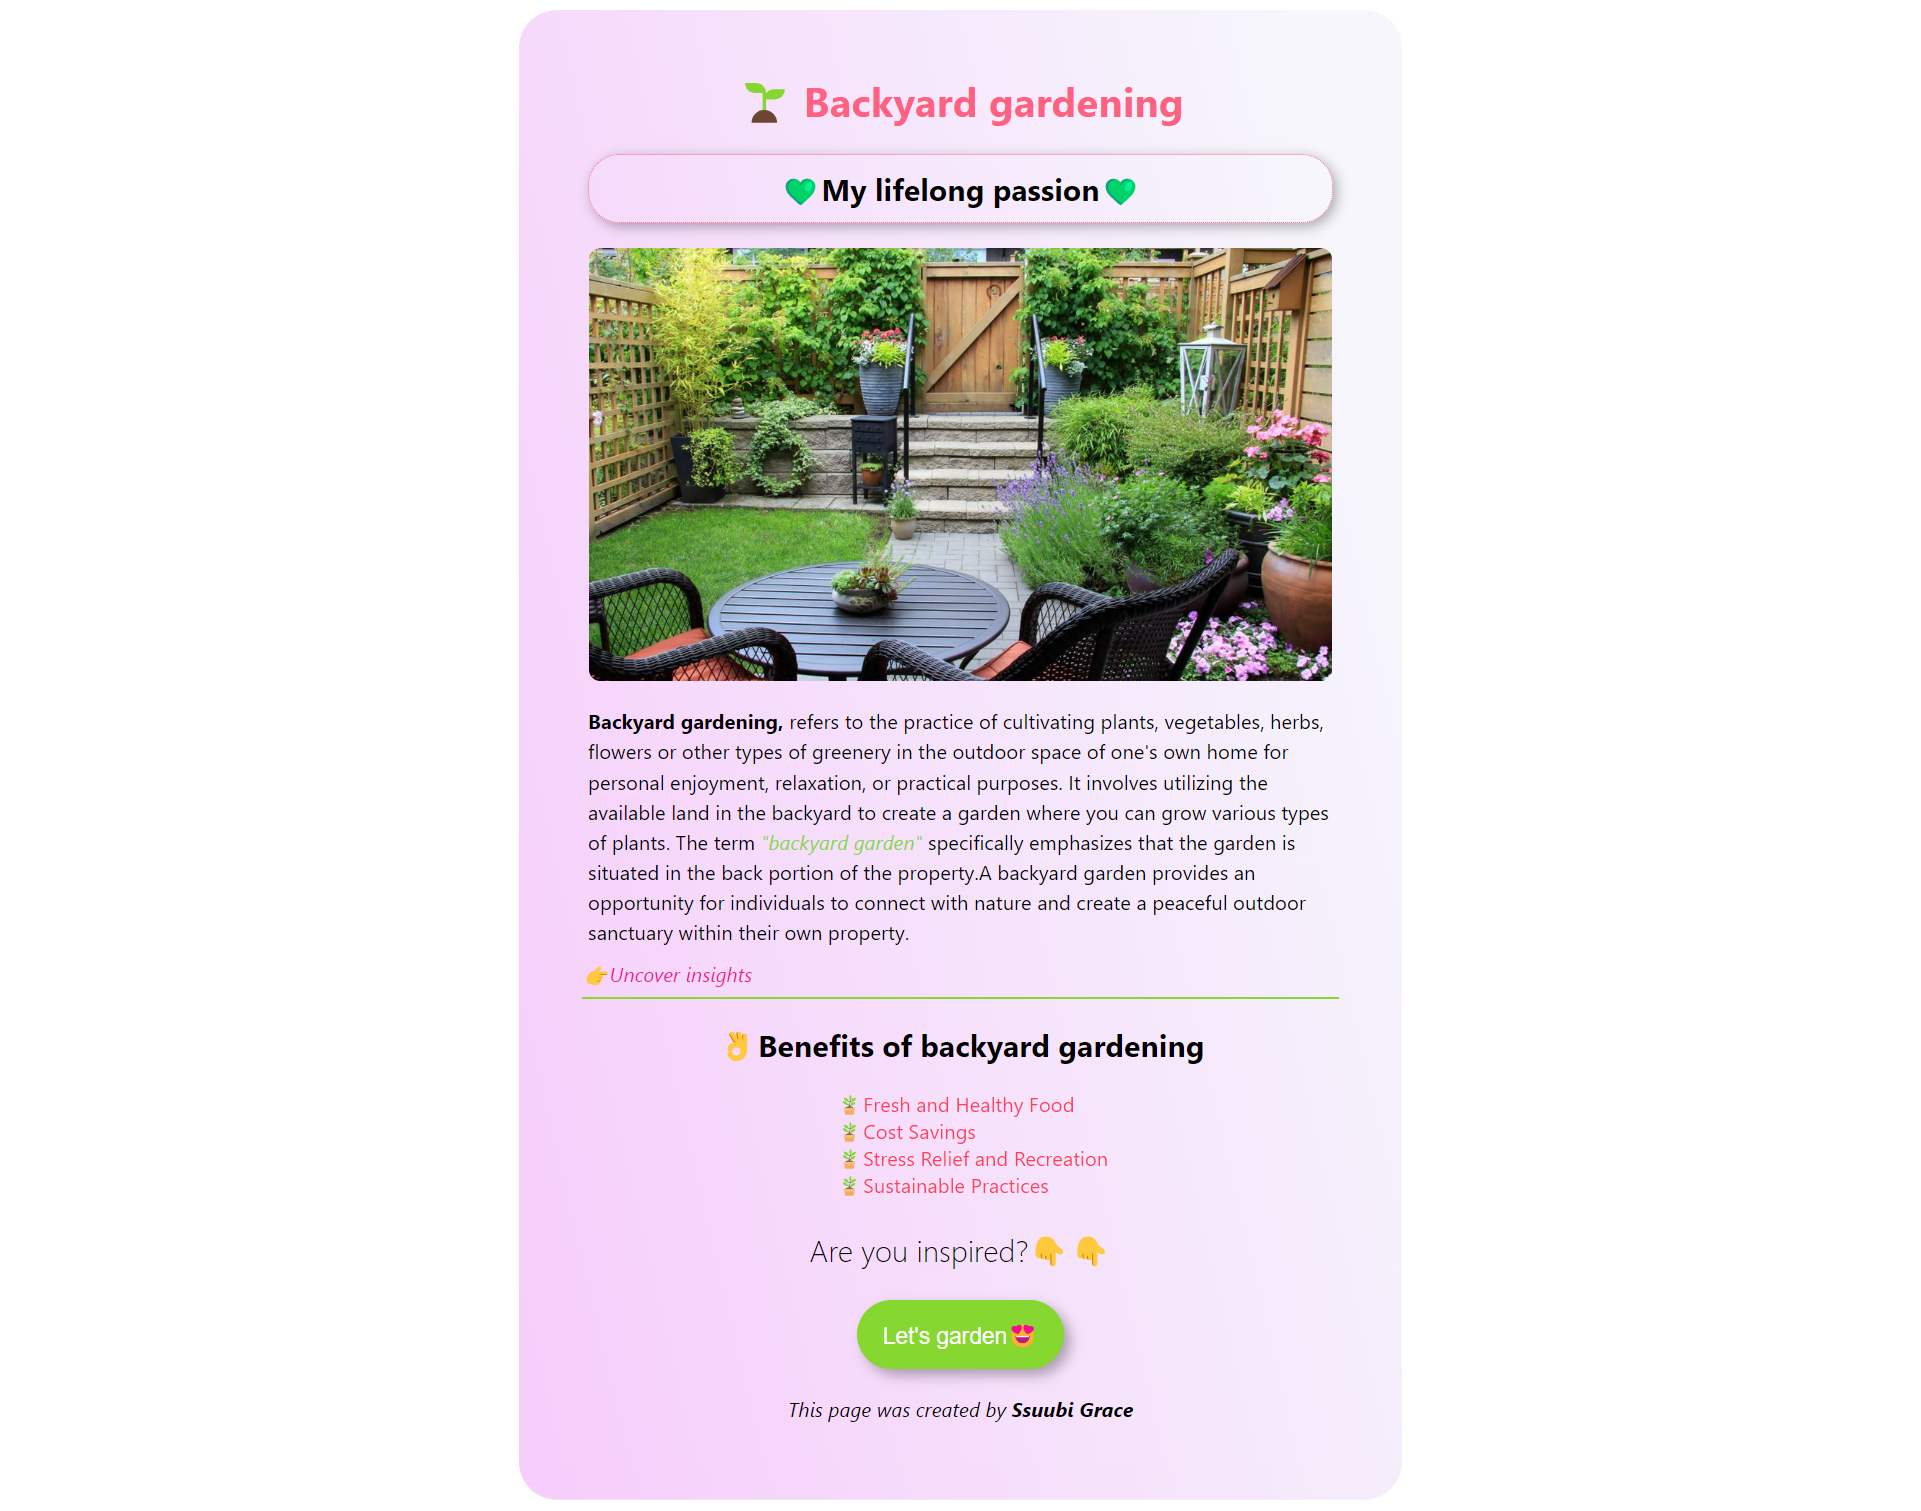 🌱 Backyard gardening
💚My lifelong passion💚
Backyard gardening, refers to the practice of cultivating plants, vegetables, herbs,
flowers or other types of greenery in the outdoor space of one's own home for
personal enjoyment, relaxation, or practical purposes. It involves utilizing the
available land in the backyard to create a garden where you can grow various types
of plants. The term "backyard garden" specifically emphasizes that the garden is
situated in the back portion of the property.A backyard garden provides an
opportunity for individuals to connect with nature and create a peaceful outdoor
sanctuary within their own property.
👉Uncover insights
👌Benefits of backyard gardening
🪴Fresh and Healthy Food
🪴Cost Savings
🪴Stress Relief and Recreation
🪴Sustainable Practices
Are you inspired?👇👇
Let's garden😍
This page was created by Ssuubi Grace